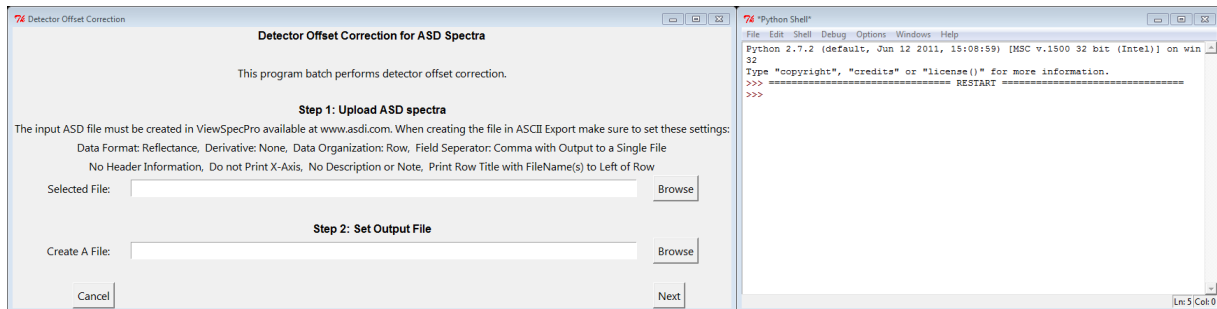 Detector Offset Correction
Detector Offset Correction for ASD Spectra
This program batch performs detector offset correction.
Step 1: Upload ASD spectra
The input ASD file must be created in ViewSpecPro available at www.asdi.com. When creating the file in ASCII Export make sure to set these settings:
Data Format: Reflectance, Derivative: None, Data Organization: Row, Field Seperator: Comma with Output to a Single File
No Header Information, Do not Print X-Axis, No Description or Note, Print Row Title with FileName(s) to Left of Row
Selected File: Browse
Step 2: Set Output File
Create A File: Browse
Cancel Next
*Python Shell*
File Edit Shell Debug Options Windows Help
Python 2.7.2 (default, Jun 12 2011, 15:08:59) [MSC v.1500 32 bit (Intel)] on win
32
Type "copyright", "credits" or "license()" for more information.
>>> ================================ RESTART ================================
>>>
Ln: 5 Col: 0